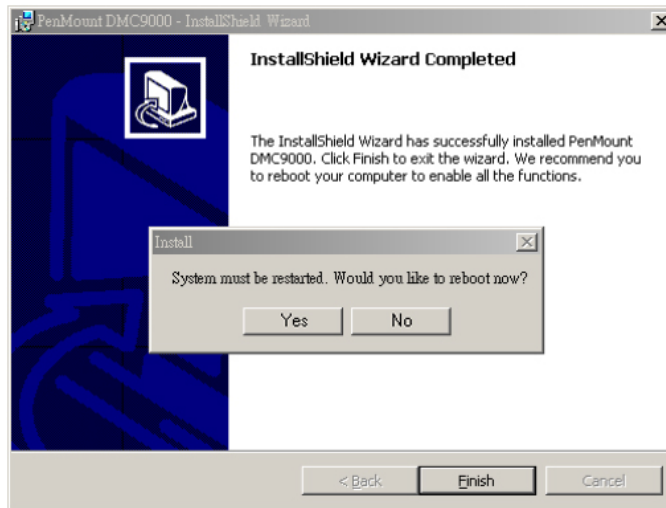 PenMount DMC9000 - InstallShield Wizard
InstallShield Wizard Completed
The InstallShield Wizard has successfully installed PenMount
DMC9000. Click Finish to exit the wizard. We recommend you
to reboot your computer to enable all the functions.
Install
System must be restarted. Would you like to reboot now?
Yes No
< Back Finish Cancel